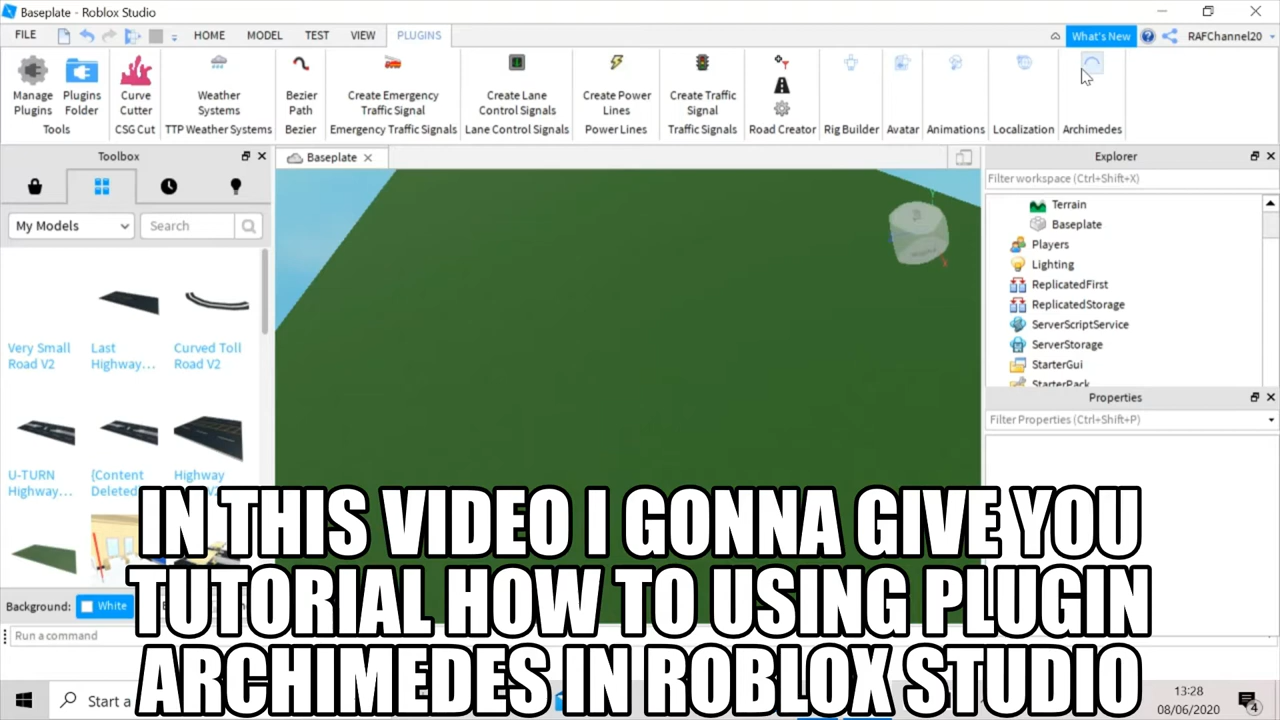 Baseplate - Roblox Studio
FILE HOME MODEL TEST VIEW PLUGINS What's New RAFChannel20
Manage Plugins
Plugins Folder
Tools
Curve Cutter
CSG Cut
Weather Systems
TTP Weather Systems
Bezier Path
Bezier
Create Emergency Traffic Signal
Emergency Traffic Signals
Create Lane Control Signals
Lane Control Signals
Create Power Lines
Power Lines
Create Traffic Signal
Traffic Signals
Road Creator
Rig Builder
Avatar
Animations
Localization
Archimedes
Toolbox
Baseplate
My Models
Search
Very Small Road V2
Last Highway...
Curved Toll Road V2
U-TURN Highway...
{Content Deleted}
Highway V2
Background: White
Run a command
Explorer
Filter workspace (Ctrl+Shift+X)
Terrain
Baseplate
Players
Lighting
ReplicatedFirst
ReplicatedStorage
ServerScriptService
ServerStorage
StarterGui
StarterPack
Properties
Filter Properties (Ctrl+Shift+P)
IN THIS VIDEO I GONNA GIVE YOU
TUTORIAL HOW TO USING PLUGIN
ARCHIMEDES IN ROBLOX STUDIO
Start a
13:28
08/06/2020
4